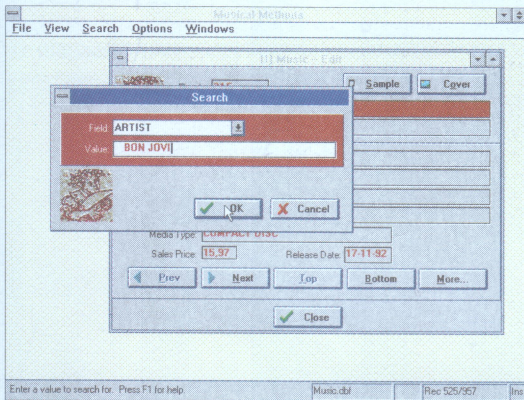 Musical Methods
File View Search Options Windows
HJ Music - Edit
Sample Cover
Search
Field: ARTIST
Value: BON JOVI
OK Cancel
Media Type: COMPACT DISC
Sales Price: 15,97 Release Date: 17-11-92
Prev Next Top Bottom More...
Close
Enter a value to search for. Press F1 for help. Music.dbf Rec 525/957 Ins